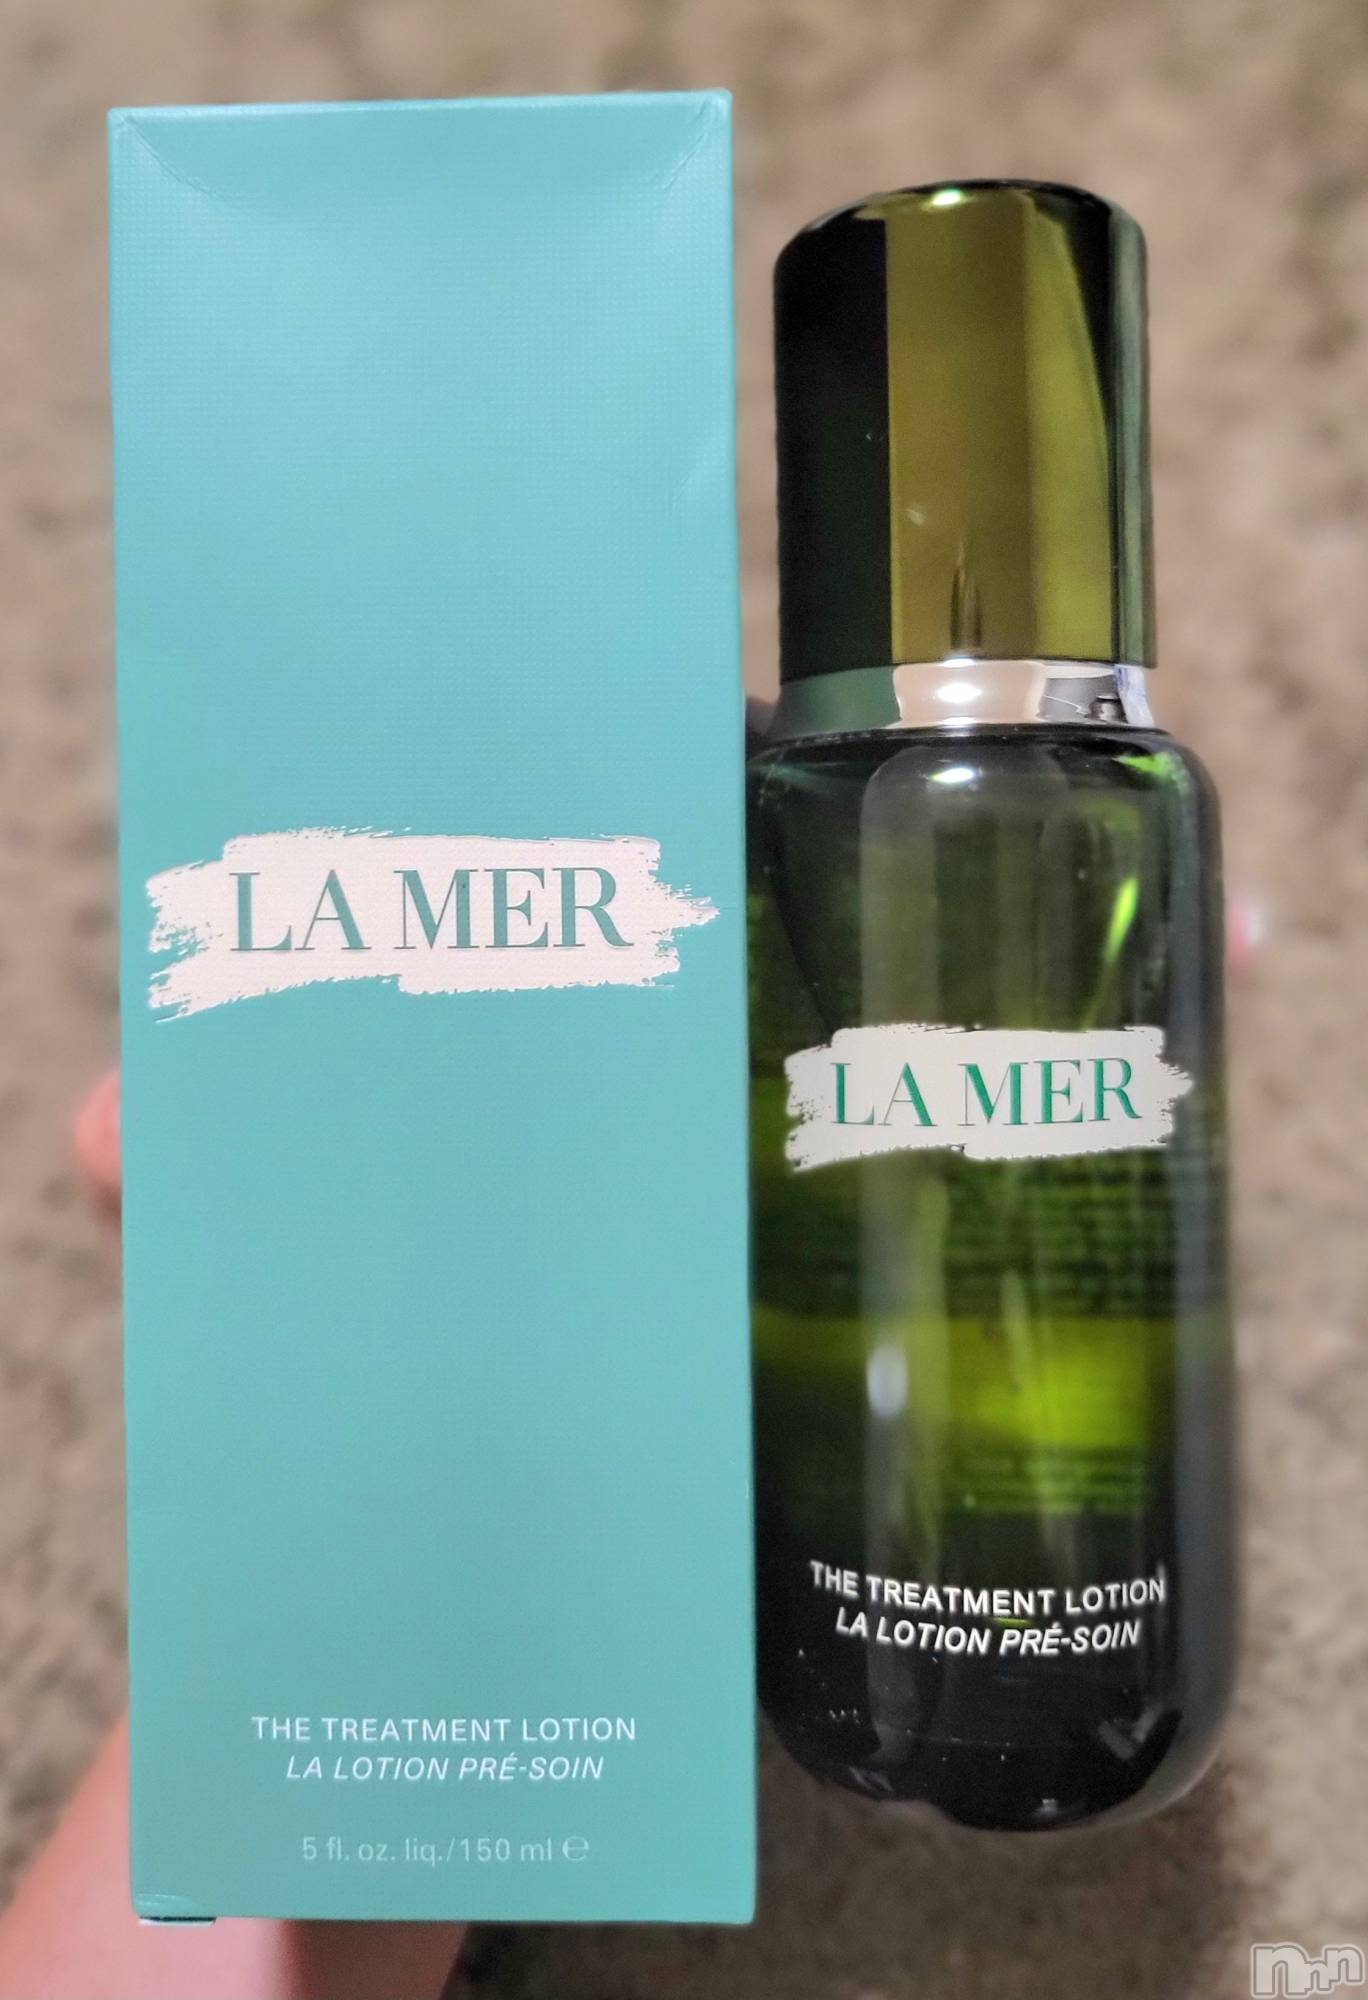 LA MER
THE TREATMENT LOTION
LA LOTION PRÉ-SOIN
5 fl. oz. liq./150 ml ℮
LA MER
THE TREATMENT LOTION
LA LOTION PRÉ-SOIN
nnn